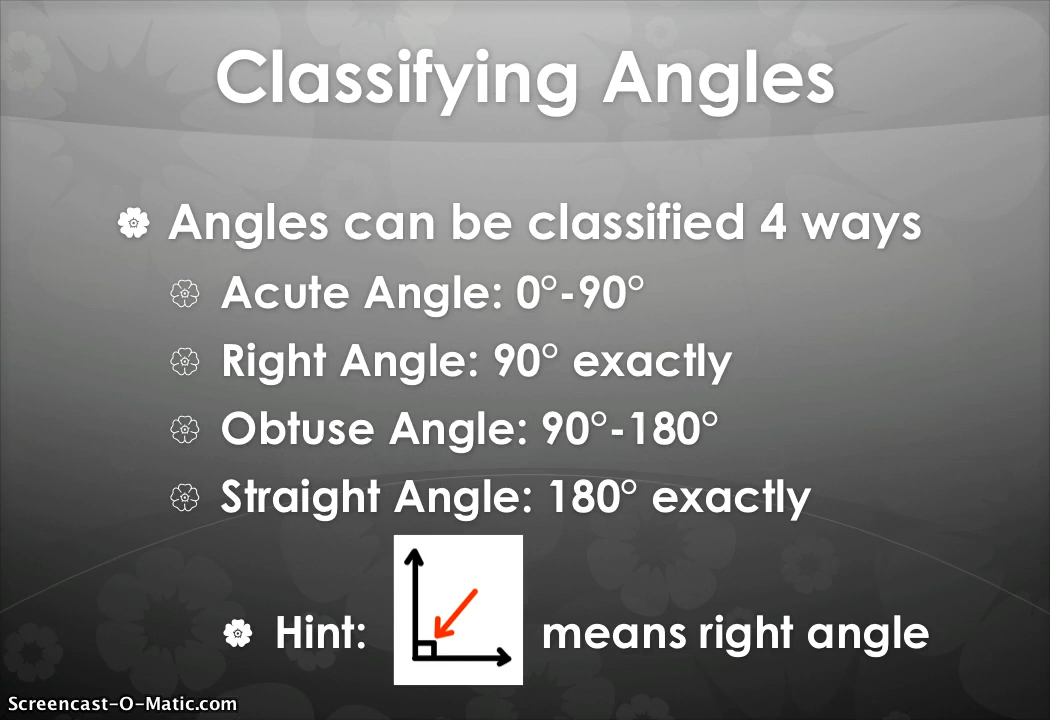 Classifying Angles
Angles can be classified 4 ways
Acute Angle: 0°-90°
Right Angle: 90° exactly
Obtuse Angle: 90°-180°
Straight Angle: 180° exactly
Hint: means right angle
Screencast-O-Matic.com